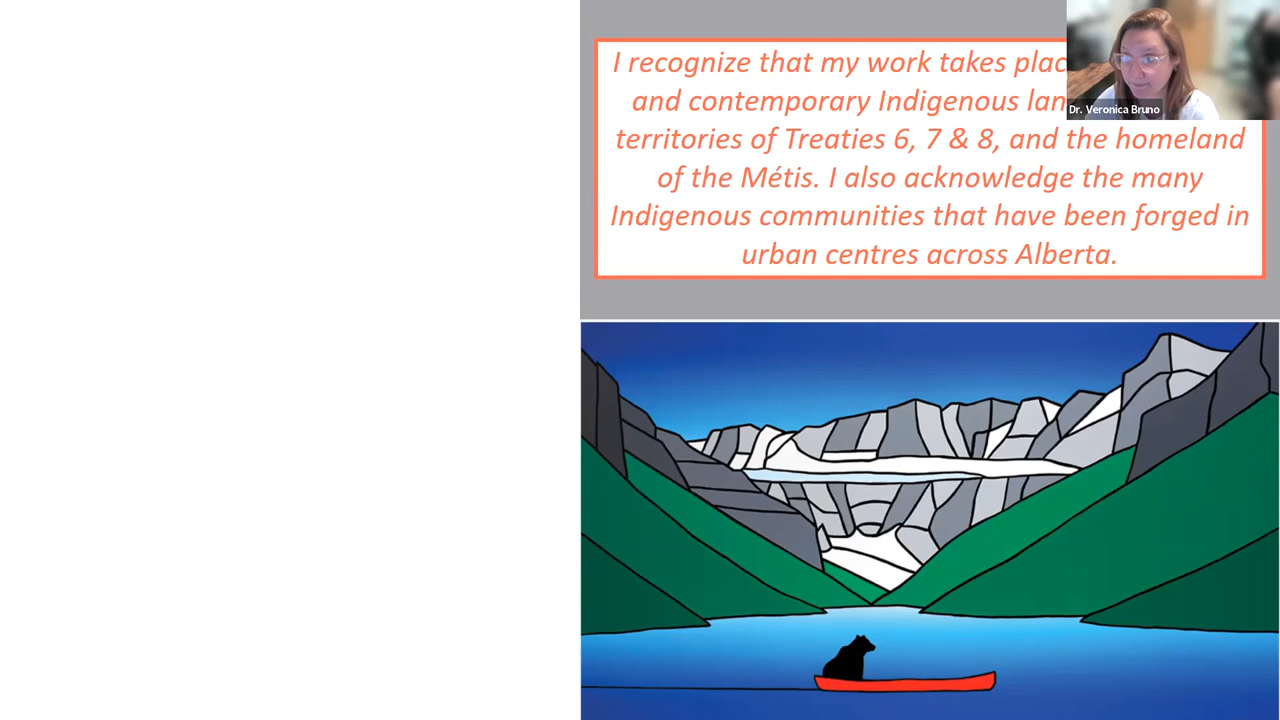 I recognize that my work takes
and contemporary Indigenous
territories of Treaties 6, 7 & 8, and the homeland
of the Métis. I also acknowledge the many
Indigenous communities that have been forged in
urban centres across Alberta.
Dr. Veronica Bruno